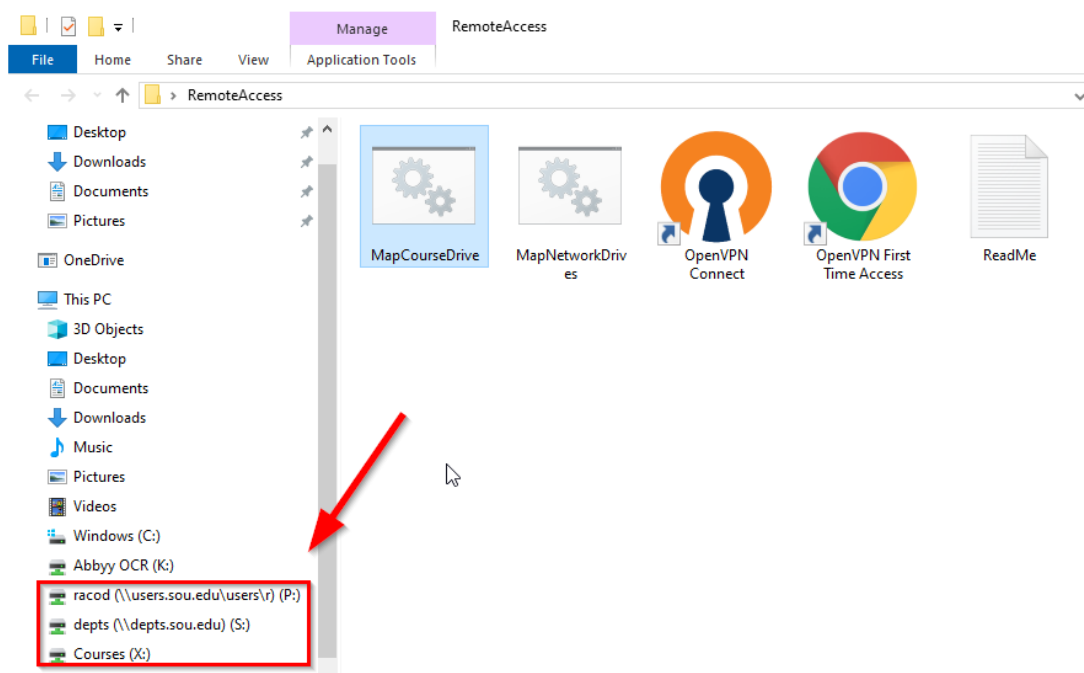 Manage
RemoteAccess
File
Home
Share
View
Application Tools
RemoteAccess
Desktop
Downloads
Documents
Pictures
OneDrive
This PC
3D Objects
Desktop
Documents
Downloads
Music
Pictures
Videos
Windows (C:)
Abbyy OCR (K:)
racod (\\users.sou.edu\users\r) (P:)
depts (\\depts.sou.edu) (S:)
Courses (X:)
MapCourseDrive
MapNetworkDriv
es
OpenVPN
Connect
OpenVPN First
Time Access
ReadMe